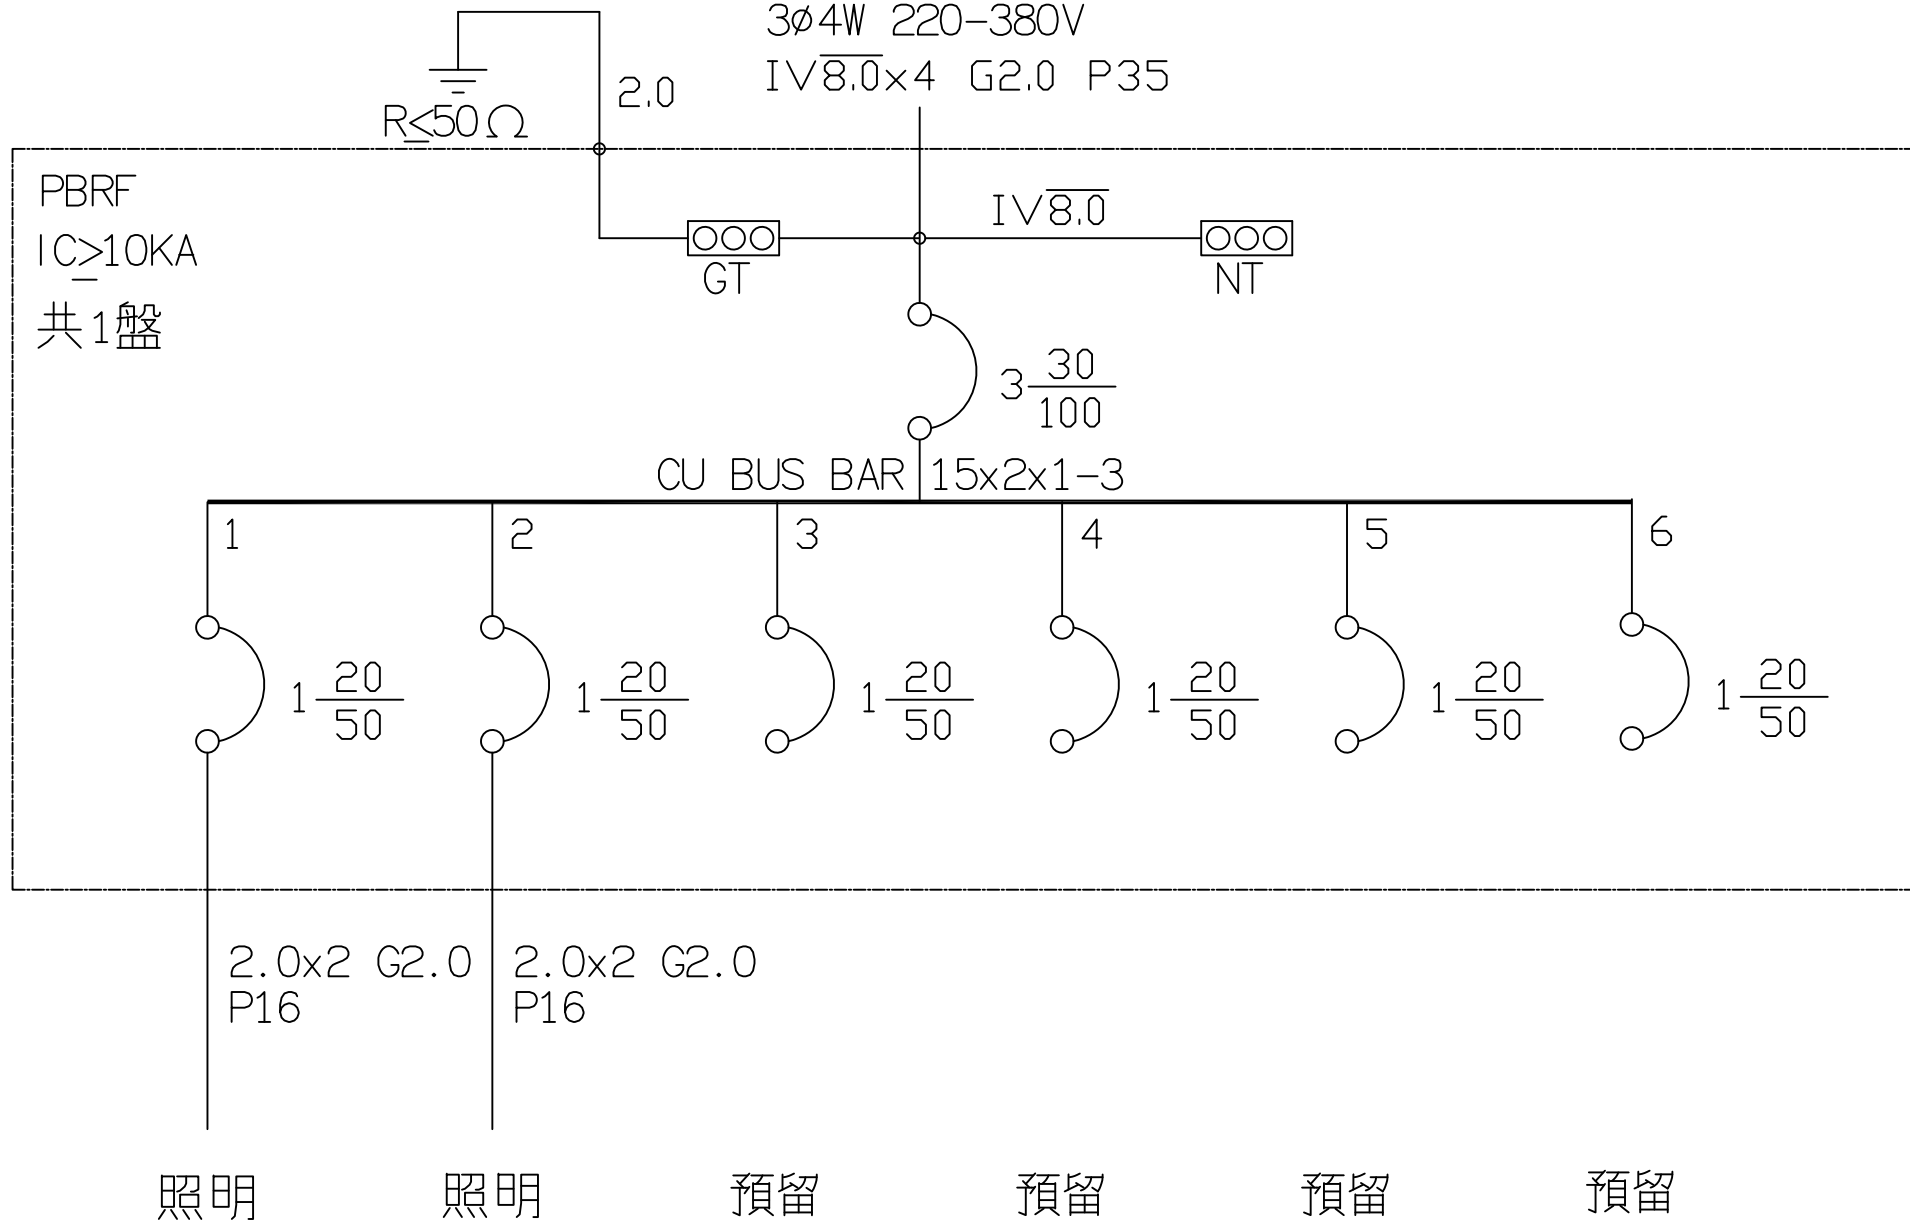 3ø4W 220-380V
IV8.0x4 G2.0 P35
2.0
R≤50Ω
PBRF
IC≥10KA
共1盤
IV8.0
GT
NT
3 30/100
CU BUS BAR 15x2x1-3
1 2 3 4 5 6
1 20/50 1 20/50 1 20/50 1 20/50 1 20/50 1 20/50
2.0x2 G2.0 2.0x2 G2.0
P16 P16
照明 照明 預留 預留 預留 預留